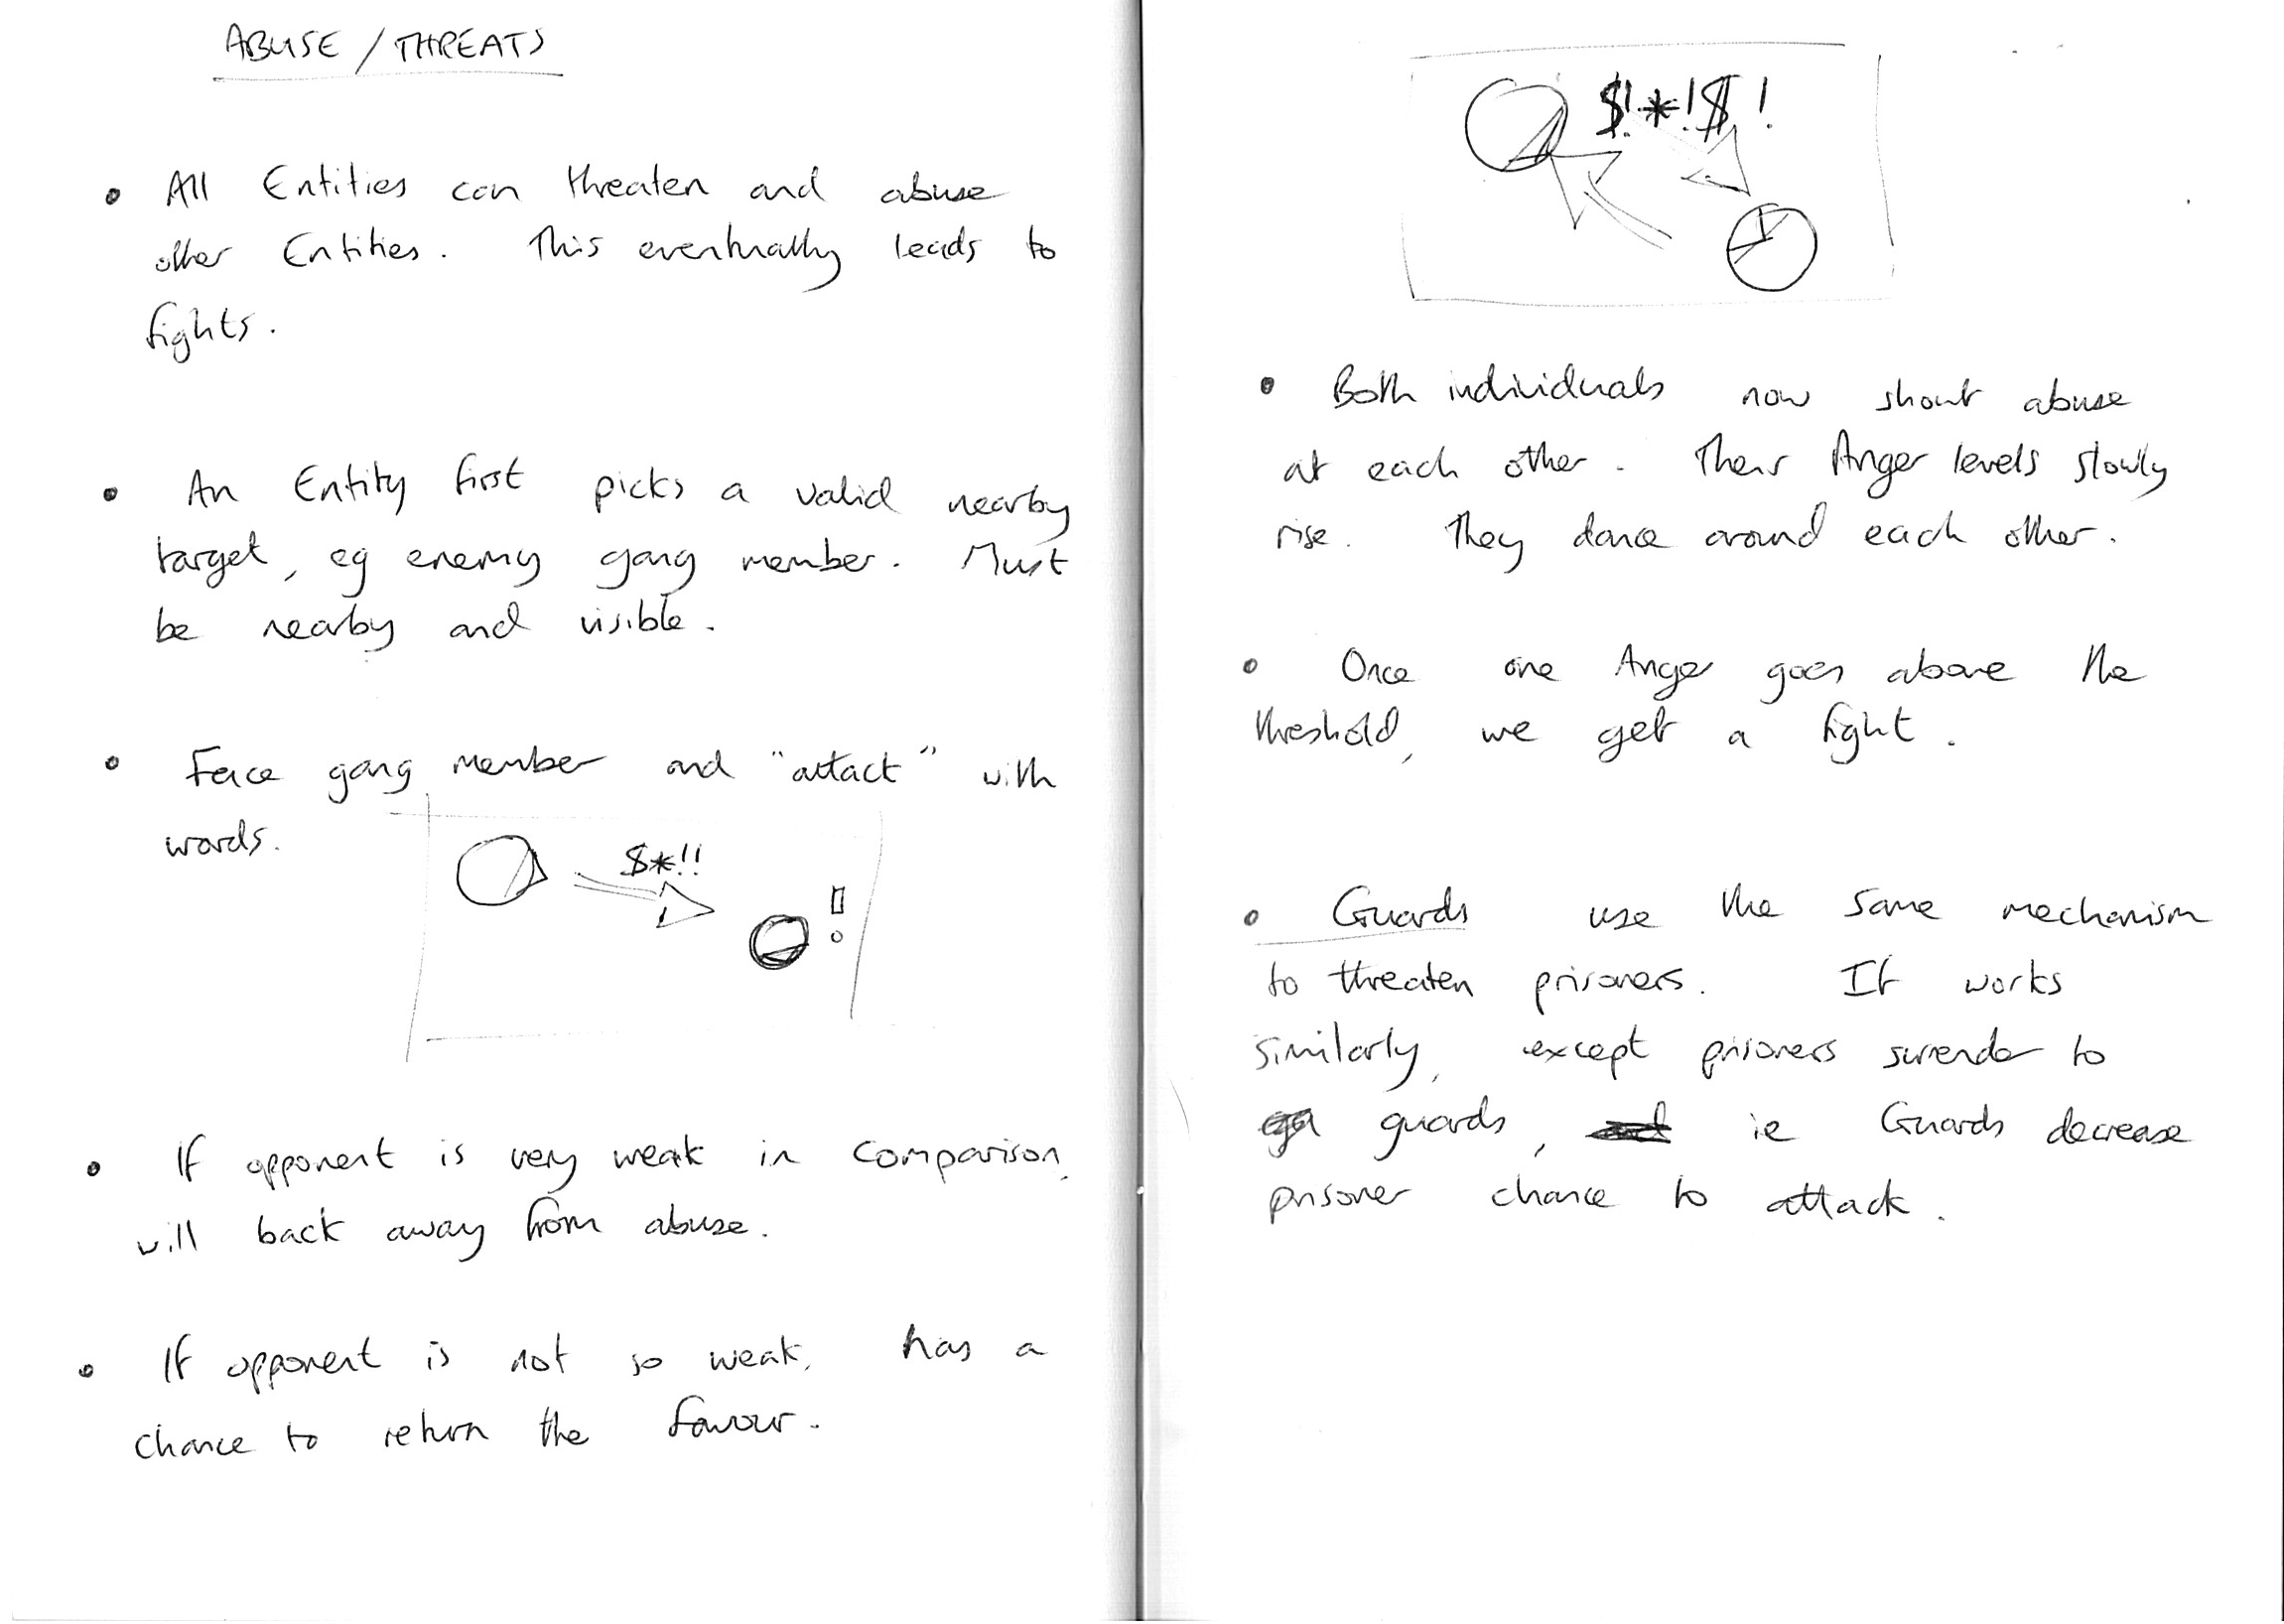 ABUSE / THREATS
• All Entities can threaten and abuse
other Entities. This eventually leads to
fights.
• An Entity first picks a valid nearby
target, eg enemy gang member. Must
be nearby and visible.
• Face gang member and "attact" with
words.
$*!!
!
• If opponent is very weak in comparison,
will back away from abuse.
• If opponent is not so weak, has a
chance to return the favour.
$!*!$!
• Both individuals now shout abuse
at each other. Their Anger levels slowly
rise. They dance around each other.
• Once one Anger goes above the
threshold, we get a fight.
• Guards use the same mechanism
to threaten prisoners. It works
similarly, except prisoners surrender to
guards, ie Guards decrease
prisoner chance to attack.